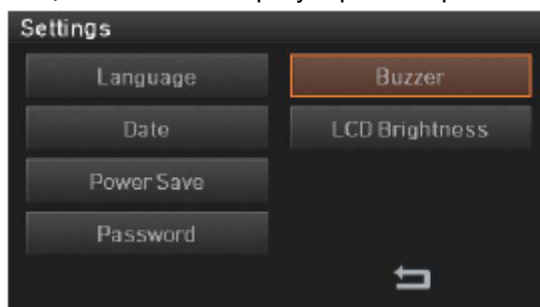 Settings
Language
Buzzer
Date
LCD Brightness
Power Save
Password